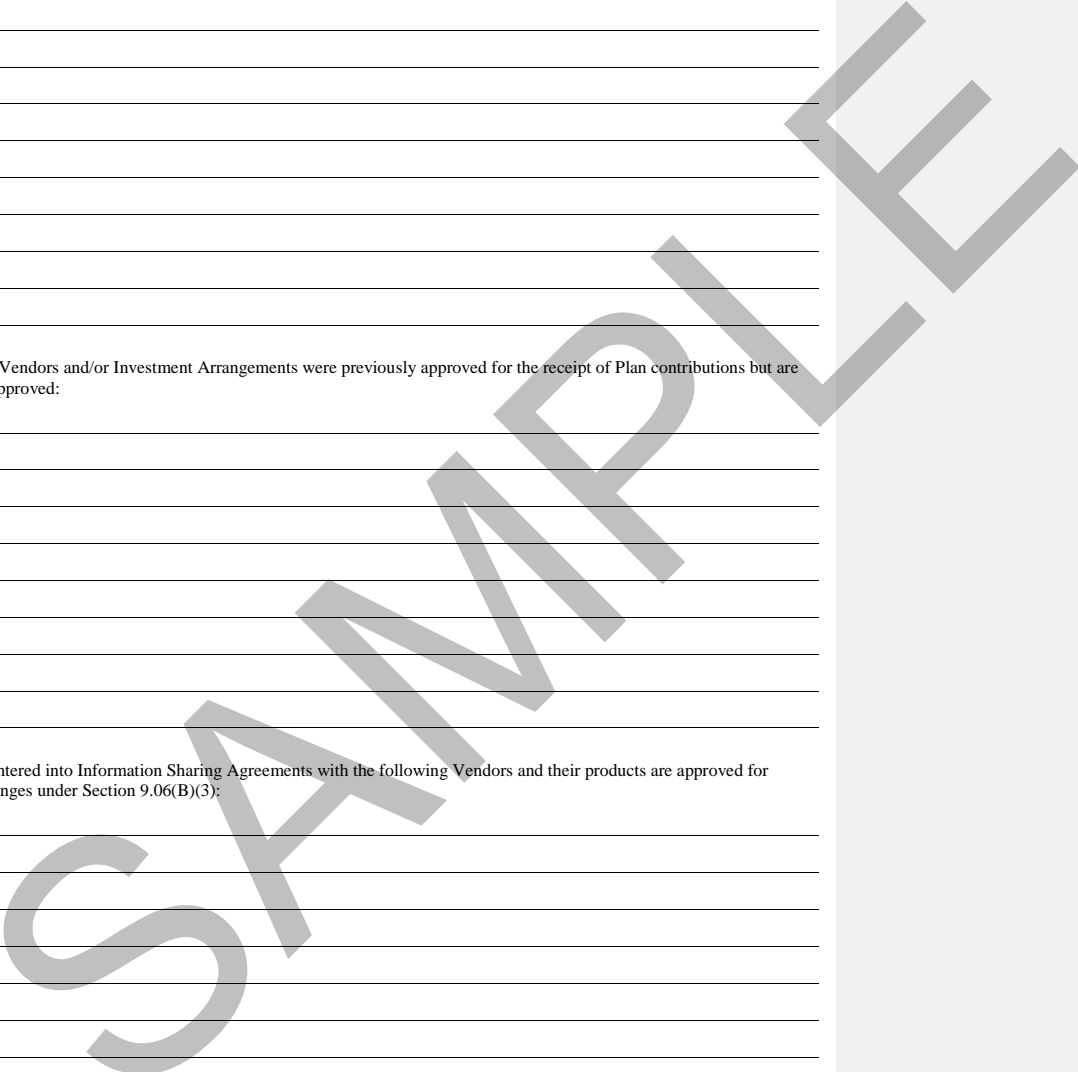 Vendors and/or Investment Arrangements were previously approved for the receipt of Plan contributions but are
ntered into Information Sharing Agreements with the following Vendors and their products are approved for
nges under Section 9.06(B)(3):
SAMPLE